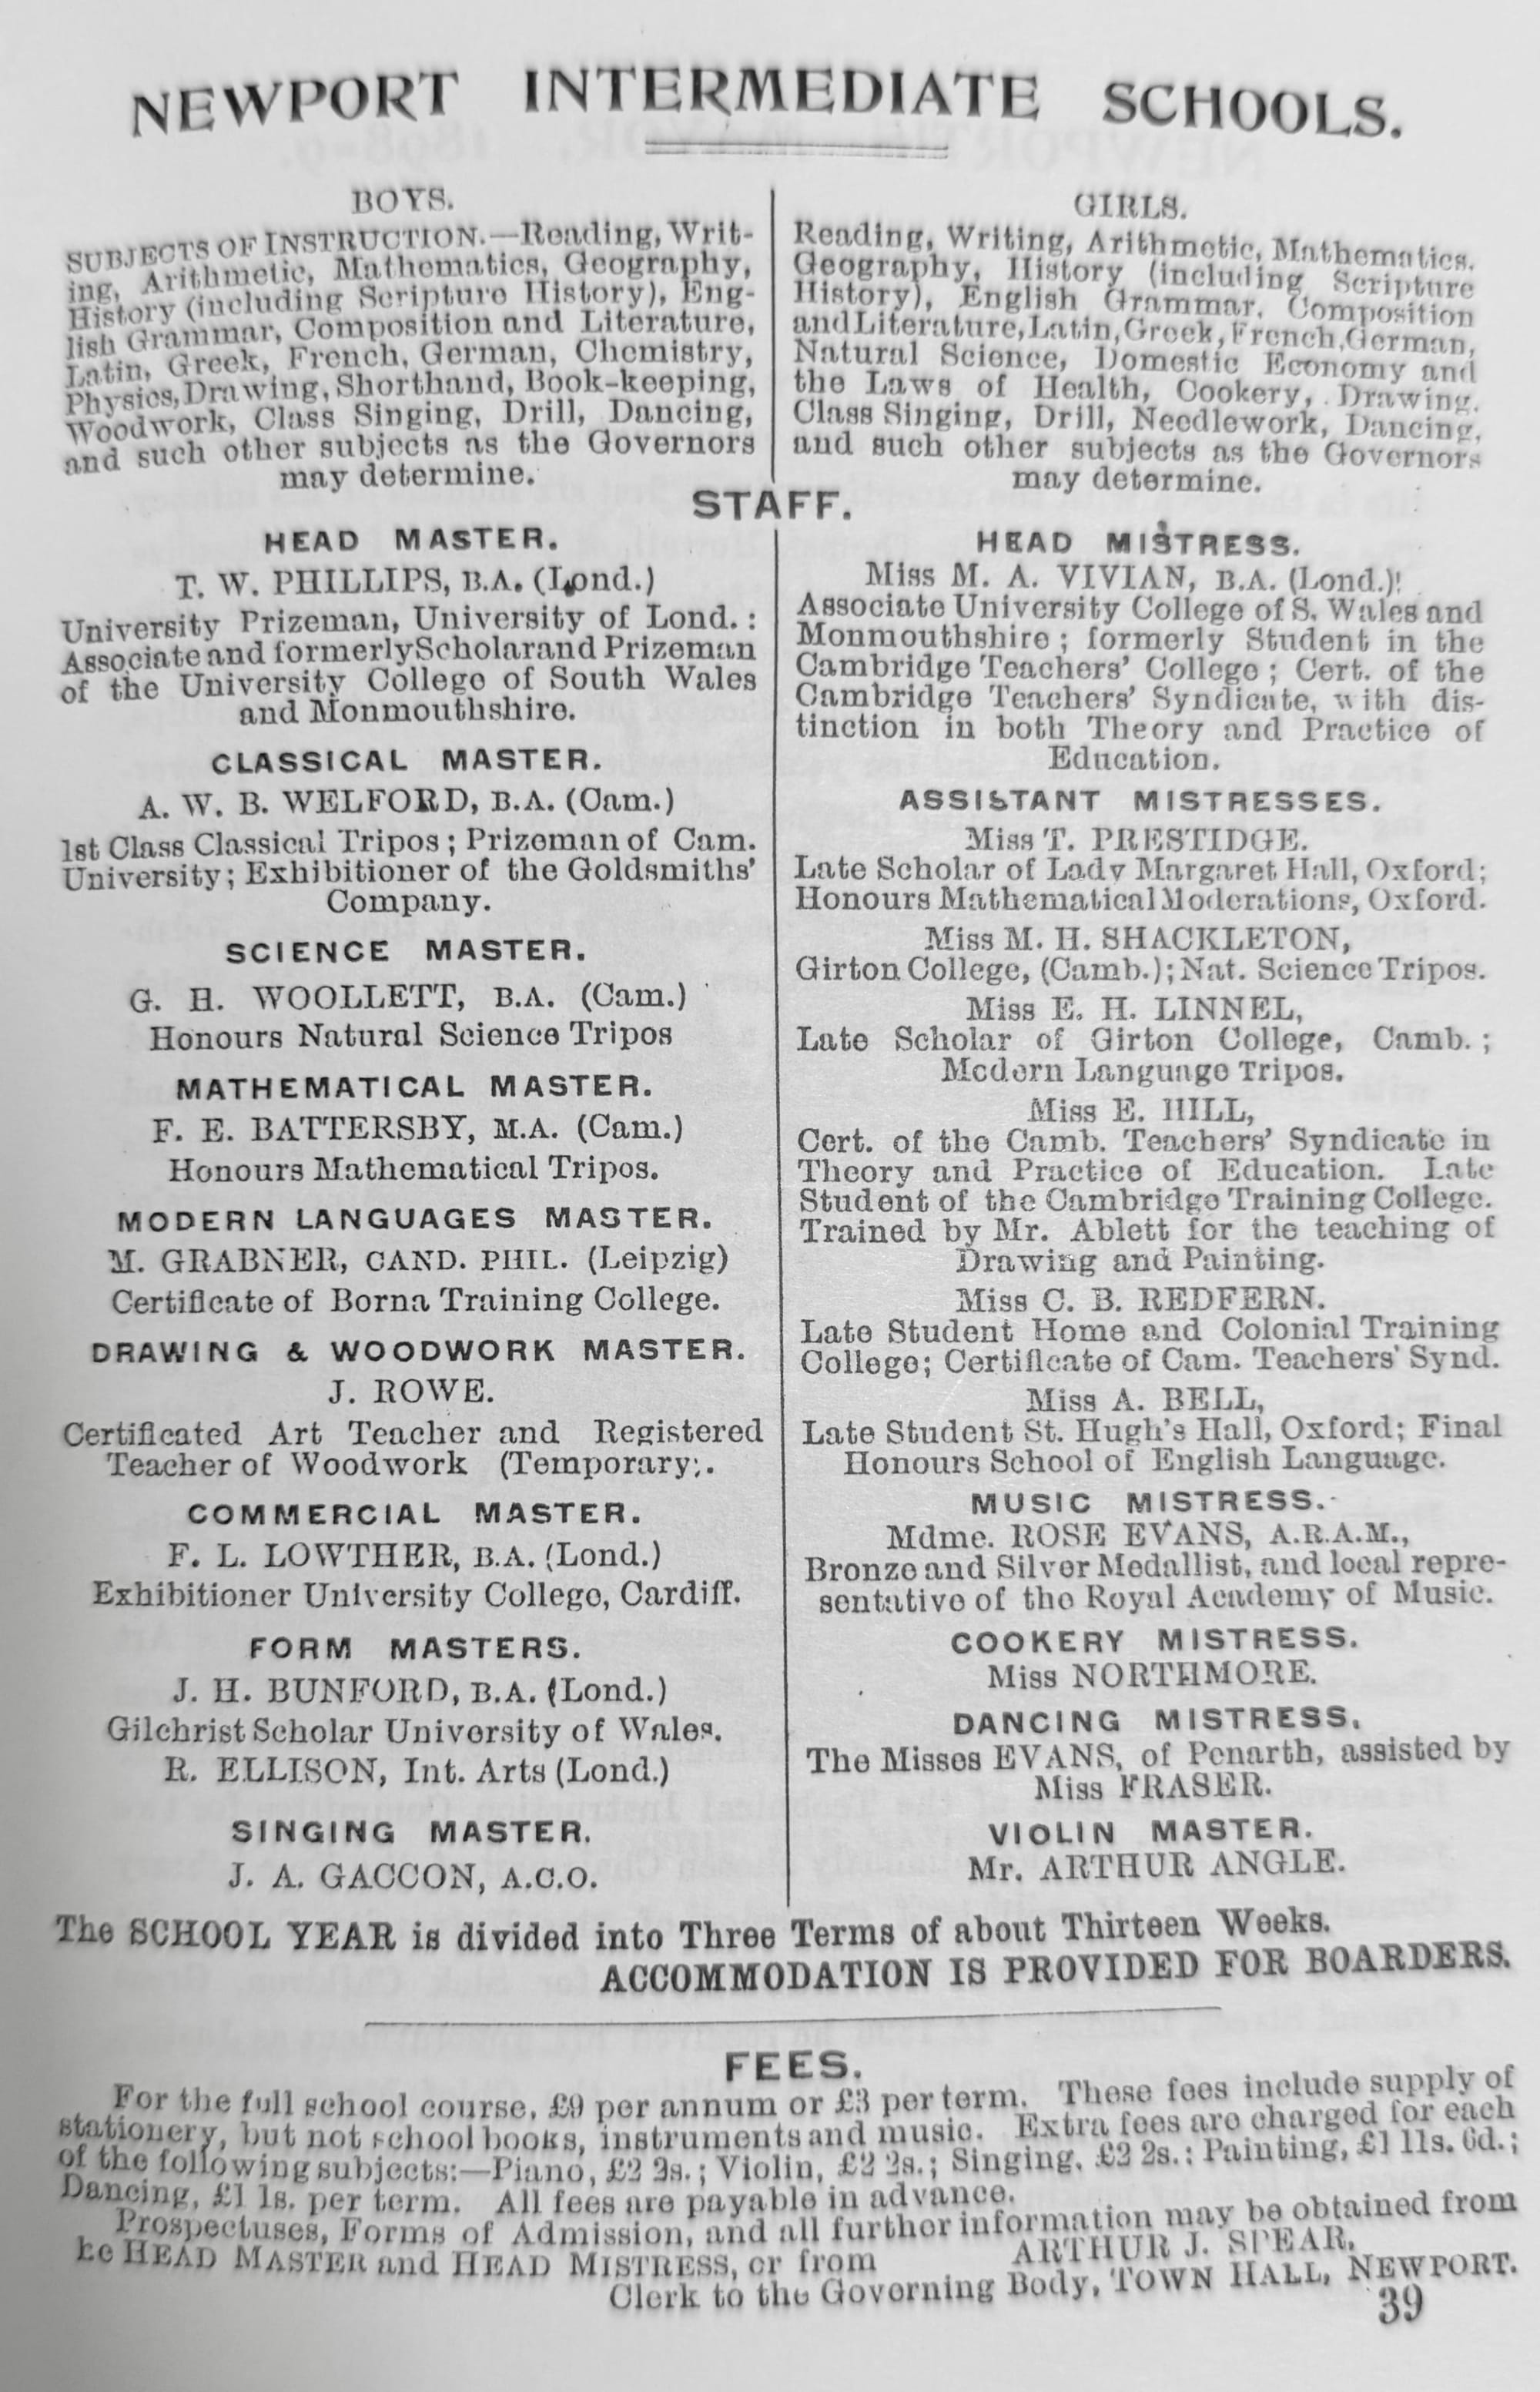 NEWPORT INTERMEDIATE SCHOOLS.
BOYS.
SUBJECTS OF INSTRUCTION.—Reading, Writ-
ing, Arithmetic, Mathematics, Geography,
History (including Scripture History), Eng-
lish Grammar, Composition and Literature,
Latin, Greek, French, German, Chemistry,
Physics, Drawing, Shorthand, Book-keeping,
Woodwork, Class Singing, Drill, Dancing,
and such other subjects as the Governors
may determine.
GIRLS.
Reading, Writing, Arithmetic, Mathematics,
Geography, History (including Scripture
History), English Grammar, Composition
and Literature, Latin, Greek, French, German,
Natural Science, Domestic Economy and
the Laws of Health, Cookery, Drawing,
Class Singing, Drill, Needlework, Dancing,
and such other subjects as the Governors
may determine.
STAFF.
HEAD MASTER.
T. W. PHILLIPS, B.A. (Lond.)
University Prizeman, University of Lond. :
Associate and formerly Scholar and Prizeman
of the University College of South Wales
and Monmouthshire.
CLASSICAL MASTER.
A. W. B. WELFORD, B.A. (Cam.)
1st Class Classical Tripos ; Prizeman of Cam.
University ; Exhibitioner of the Goldsmiths'
Company.
SCIENCE MASTER.
G. H. WOOLLETT, B.A. (Cam.)
Honours Natural Science Tripos
MATHEMATICAL MASTER.
F. E. BATTERSBY, M.A. (Cam.)
Honours Mathematical Tripos.
MODERN LANGUAGES MASTER.
M. GRABNER, CAND. PHIL. (Leipzig)
Certificate of Borna Training College.
DRAWING & WOODWORK MASTER.
J. ROWE.
Certificated Art Teacher and Registered
Teacher of Woodwork (Temporary;.
COMMERCIAL MASTER.
F. L. LOWTHER, B.A. (Lond.)
Exhibitioner University College, Cardiff.
FORM MASTERS.
J. H. BUNFORD, B.A. (Lond.)
Gilchrist Scholar University of Wales.
R. ELLISON, Int. Arts (Lond.)
SINGING MASTER.
J. A. GACCON, A.C.O.
HEAD MISTRESS.
Miss M. A. VIVIAN, B.A. (Lond.)!
Associate University College of S. Wales and
Monmouthshire ; formerly Student in the
Cambridge Teachers' College ; Cert. of the
Cambridge Teachers' Syndicate, with dis-
tinction in both Theory and Practice of
Education.
ASSISTANT MISTRESSES.
Miss T. PRESTIDGE.
Late Scholar of Lady Margaret Hall, Oxford;
Honours Mathematical Moderations, Oxford.
Miss M. H. SHACKLETON,
Girton College, (Camb.); Nat. Science Tripos.
Miss E. H. LINNEL,
Late Scholar of Girton College, Camb. ;
Modern Language Tripos.
Miss E. HILL,
Cert. of the Camb. Teachers' Syndicate in
Theory and Practice of Education. Late
Student of the Cambridge Training College.
Trained by Mr. Ablett for the teaching of
Drawing and Painting.
Miss C. B. REDFERN.
Late Student Home and Colonial Training
College; Certificate of Cam. Teachers' Synd.
Miss A. BELL,
Late Student St. Hugh's Hall, Oxford; Final
Honours School of English Language.
MUSIC MISTRESS.
Mdme. ROSE EVANS, A.R.A.M.,
Bronze and Silver Medallist, and local repre-
sentative of the Royal Academy of Music.
COOKERY MISTRESS.
Miss NORTHMORE.
DANCING MISTRESS.
The Misses EVANS, of Penarth, assisted by
Miss FRASER.
VIOLIN MASTER.
Mr. ARTHUR ANGLE.
The SCHOOL YEAR is divided into Three Terms of about Thirteen Weeks.
ACCOMMODATION IS PROVIDED FOR BOARDERS.
FEES.
For the full school course, £9 per annum or £3 per term. These fees include supply of
stationery, but not school books, instruments and music. Extra fees are charged for each
of the following subjects:—Piano, £2 2s. ; Violin, £2 2s. ; Singing, £2 2s. ; Painting, £1 11s. 6d. ;
Dancing, £1 1s. per term. All fees are payable in advance.
Prospectuses, Forms of Admission, and all further information may be obtained from
he HEAD MASTER and HEAD MISTRESS, or from
ARTHUR J. SPEAR,
Clerk to the Governing Body, TOWN HALL, NEWPORT.
39